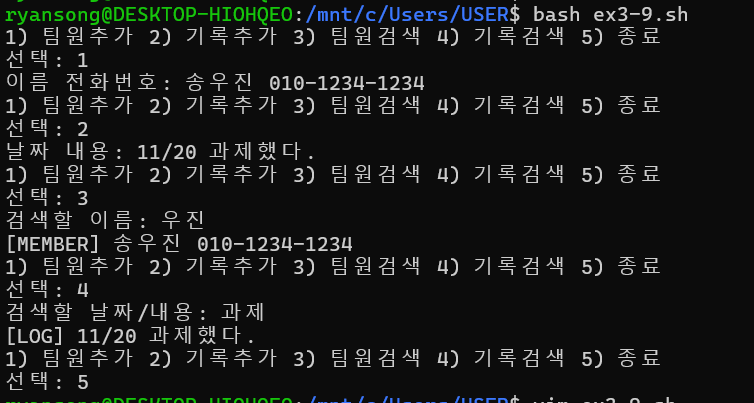 ryansong@DESKTOP-HIOHQEO:/mnt/c/Users/USER$ bash ex3-9.sh
1) 팀원추가 2) 기록추가 3) 팀원검색 4) 기록검색 5) 종료
선택: 1
이름 전화번호: 송우진 010-1234-1234
1) 팀원추가 2) 기록추가 3) 팀원검색 4) 기록검색 5) 종료
선택: 2
날짜 내용: 11/20 과제했다.
1) 팀원추가 2) 기록추가 3) 팀원검색 4) 기록검색 5) 종료
선택: 3
검색할 이름: 우진
[MEMBER] 송우진 010-1234-1234
1) 팀원추가 2) 기록추가 3) 팀원검색 4) 기록검색 5) 종료
선택: 4
검색할 날짜/내용: 과제
[LOG] 11/20 과제했다.
1) 팀원추가 2) 기록추가 3) 팀원검색 4) 기록검색 5) 종료
선택: 5
ryansong@DESKTOP-HIOHQEO:/mnt/c/Users/USER$ vim ex3-9.sh